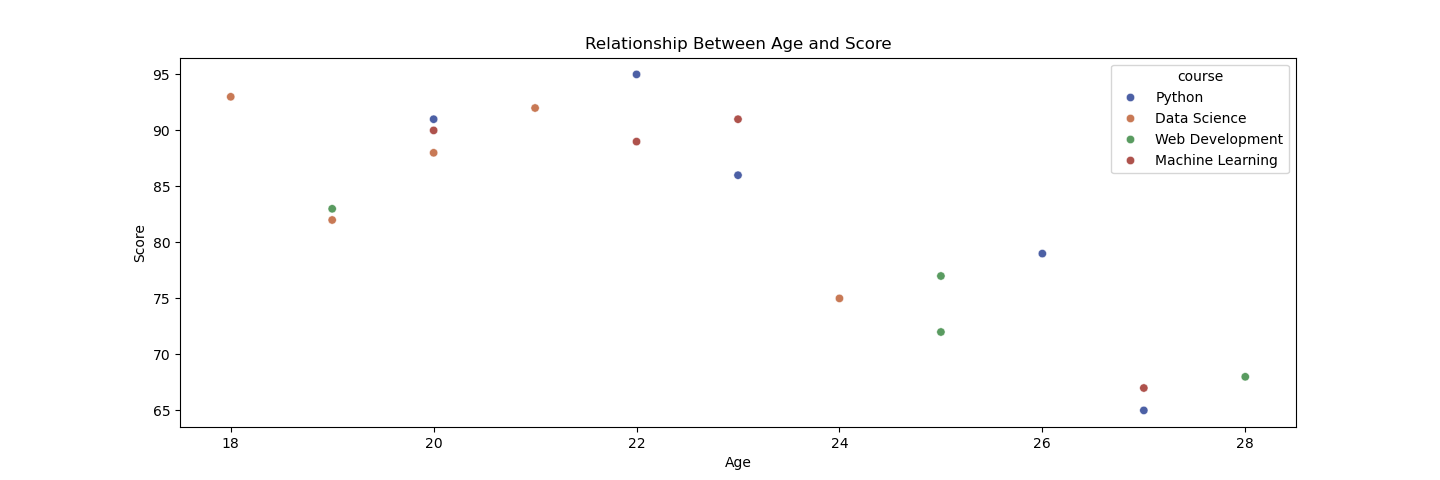 Relationship Between Age and Score
course
Python
Data Science
Web Development
Machine Learning
Score
95
90
85
80
75
70
65
18 20 22 24 26 28
Age